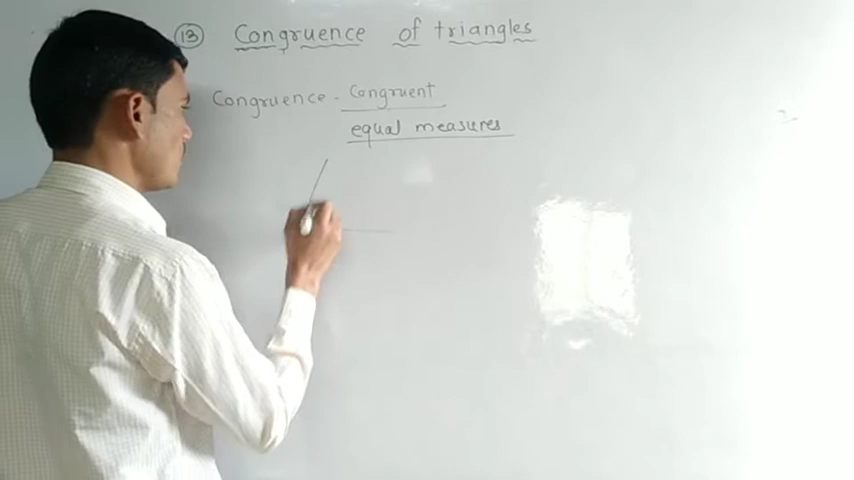 13 Congruence of triangles
Congruence - Congruent
equal measures